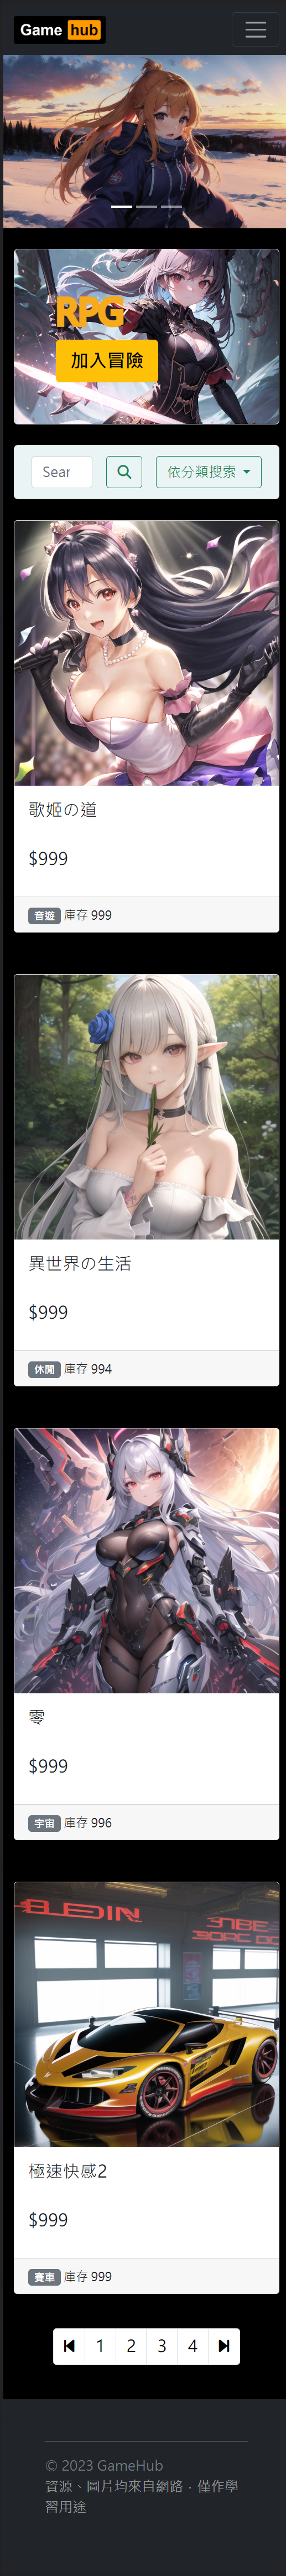 Game hub
RPG
加入冒險
Sear
依分類搜索
歌姬の道
$999
音遊 庫存 999
異世界の生活
$999
休閒 庫存 994
零
$999
宇宙 庫存 996
極速快感2
$999
賽車 庫存 999
1 2 3 4
© 2023 GameHub
資源、圖片均來自網路，僅作學
習用途